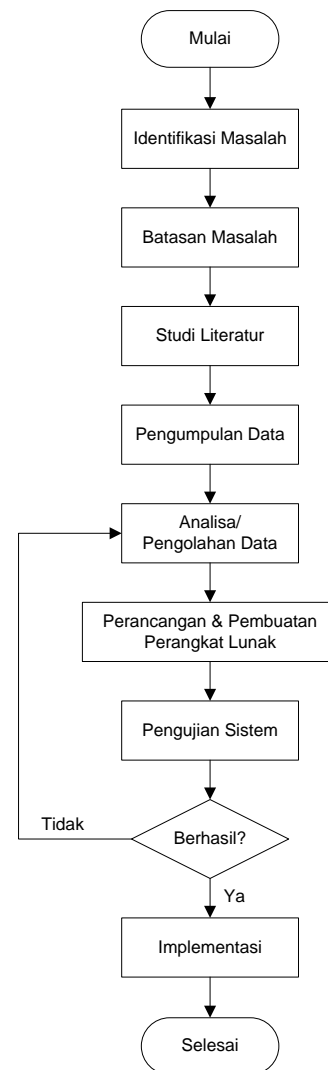 Mulai
Identifikasi Masalah
Batasan Masalah
Studi Literatur
Pengumpulan Data
Analisa/
Pengolahan Data
Perancangan & Pembuatan
Perangkat Lunak
Pengujian Sistem
Tidak
Berhasil?
Ya
Implementasi
Selesai